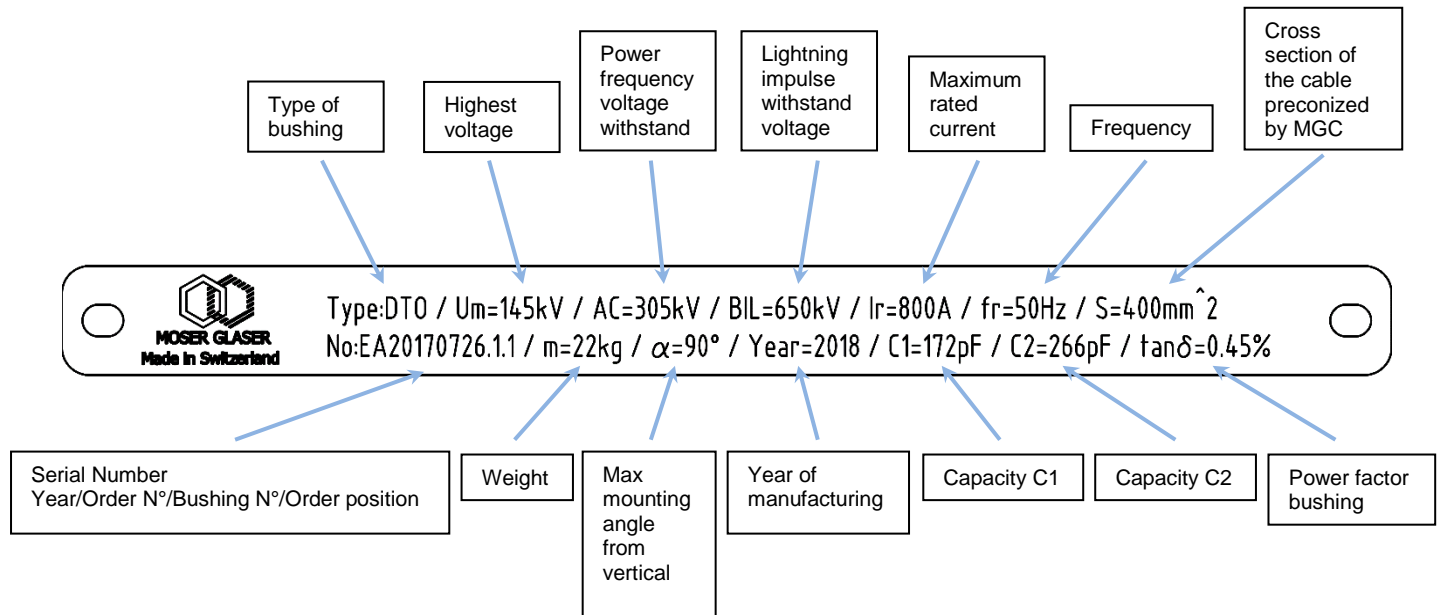 Type of
bushing
Highest
voltage
Power
frequency
voltage
withstand
Lightning
impulse
withstand
voltage
Maximum
rated
current
Frequency
Cross
section of
the cable
preconized
by MGC
MOSER GLASER
Made in Switzerland
Type:DTO / Um=145kV / AC=305kV / BIL=650kV / Ir=800A / fr=50Hz / S=400mm^2
No:EA20170726.1.1 / m=22kg / α=90° / Year=2018 / C1=172pF / C2=266pF / tanδ=0.45%
Serial Number
Year/Order N°/Bushing N°/Order position
Weight
Max
mounting
angle
from
vertical
Year of
manufacturing
Capacity C1
Capacity C2
Power factor
bushing